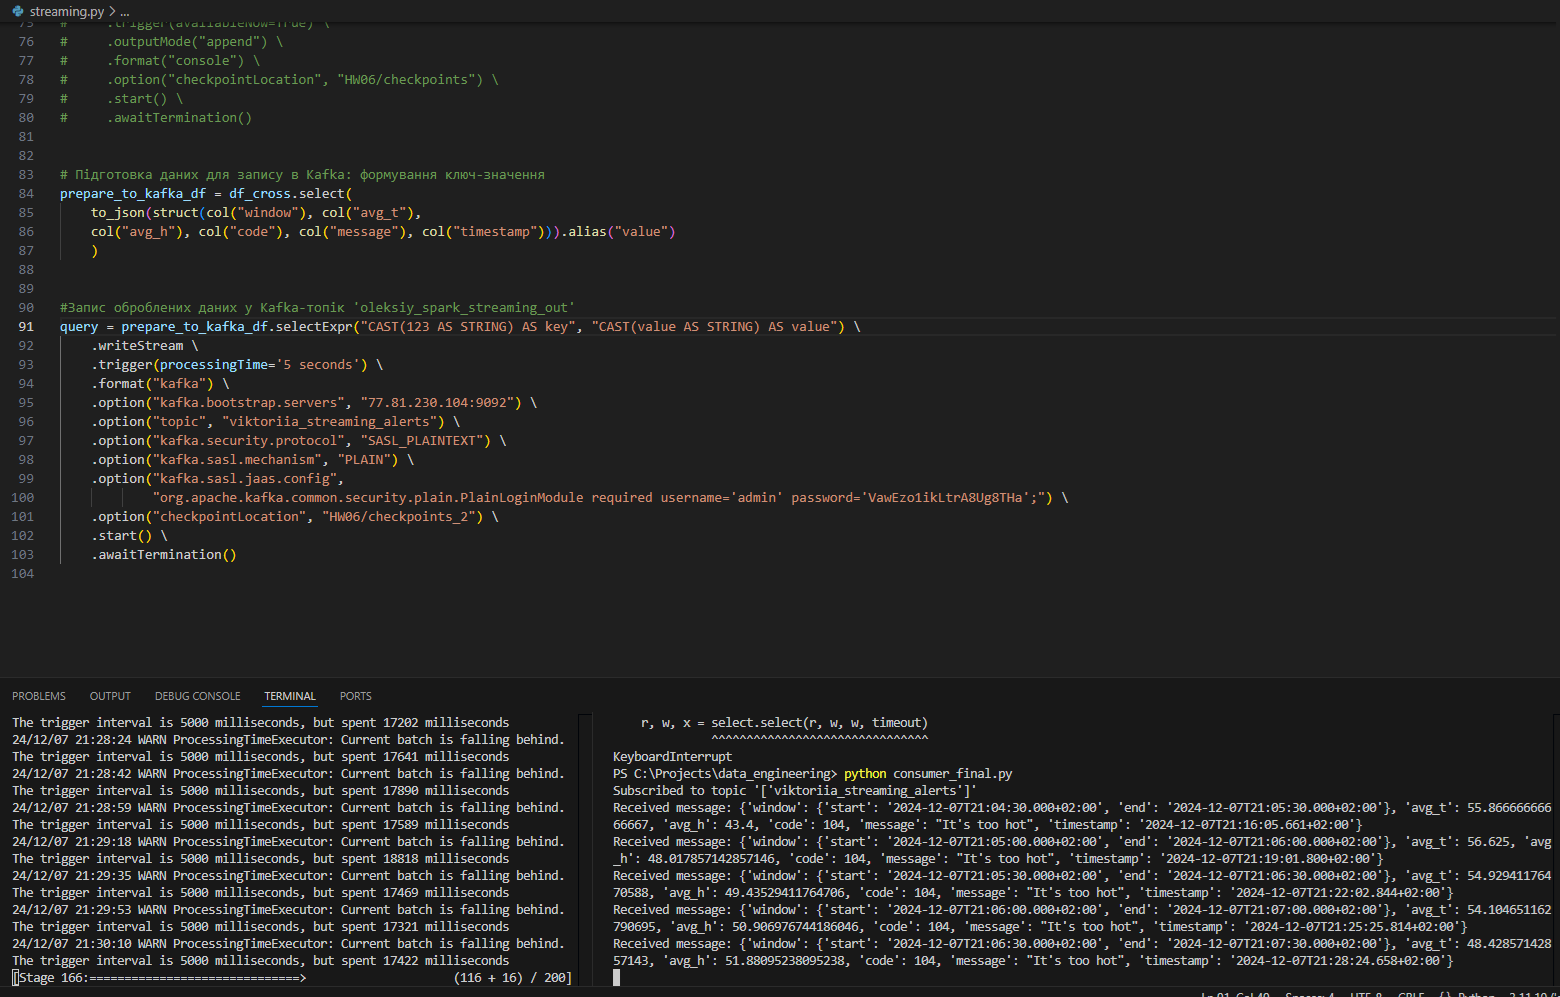 streaming.py > ...
75 # .trigger(availableNow=True) \
76 # .outputMode("append") \
77 # .format("console") \
78 # .option("checkpointLocation", "HW06/checkpoints") \
79 # .start() \
80 # .awaitTermination()
81
82
83 # Підготовка даних для запису в Kafka: формування ключ-значення
84 prepare_to_kafka_df = df_cross.select(
85 to_json(struct(col("window"), col("avg_t"),
86 col("avg_h"), col("code"), col("message"), col("timestamp"))).alias("value")
87 )
88
89
90 #Запис оброблених даних у Kafka-топік 'oleksiy_spark_streaming_out'
91 query = prepare_to_kafka_df.selectExpr("CAST(123 AS STRING) AS key", "CAST(value AS STRING) AS value") \
92 .writeStream \
93 .trigger(processingTime='5 seconds') \
94 .format("kafka") \
95 .option("kafka.bootstrap.servers", "77.81.230.104:9092") \
96 .option("topic", "viktoriia_streaming_alerts") \
97 .option("kafka.security.protocol", "SASL_PLAINTEXT") \
98 .option("kafka.sasl.mechanism", "PLAIN") \
99 .option("kafka.sasl.jaas.config",
100 "org.apache.kafka.common.security.plain.PlainLoginModule required username='admin' password='VawEzo1ikLtrA8Ug8THa';") \
101 .option("checkpointLocation", "HW06/checkpoints_2") \
102 .start() \
103 .awaitTermination()
104
PROBLEMS OUTPUT DEBUG CONSOLE TERMINAL PORTS
The trigger interval is 5000 milliseconds, but spent 17202 milliseconds
24/12/07 21:28:24 WARN ProcessingTimeExecutor: Current batch is falling behind.
The trigger interval is 5000 milliseconds, but spent 17641 milliseconds
24/12/07 21:28:42 WARN ProcessingTimeExecutor: Current batch is falling behind.
The trigger interval is 5000 milliseconds, but spent 17890 milliseconds
24/12/07 21:28:59 WARN ProcessingTimeExecutor: Current batch is falling behind.
The trigger interval is 5000 milliseconds, but spent 17589 milliseconds
24/12/07 21:29:18 WARN ProcessingTimeExecutor: Current batch is falling behind.
The trigger interval is 5000 milliseconds, but spent 18818 milliseconds
24/12/07 21:29:35 WARN ProcessingTimeExecutor: Current batch is falling behind.
The trigger interval is 5000 milliseconds, but spent 17469 milliseconds
24/12/07 21:29:53 WARN ProcessingTimeExecutor: Current batch is falling behind.
The trigger interval is 5000 milliseconds, but spent 17321 milliseconds
24/12/07 21:30:10 WARN ProcessingTimeExecutor: Current batch is falling behind.
The trigger interval is 5000 milliseconds, but spent 17422 milliseconds
[Stage 166:==============================> (116 + 16) / 200]
r, w, x = select.select(r, w, w, timeout)
^^^^^^^^^^^^^^^^^^^^^^^^^^^^^^^
KeyboardInterrupt
PS C:\Projects\data_engineering> python consumer_final.py
Subscribed to topic '['viktoriia_streaming_alerts']'
Received message: {'window': {'start': '2024-12-07T21:04:30.000+02:00', 'end': '2024-12-07T21:05:30.000+02:00'}, 'avg_t': 55.866666666
66667, 'avg_h': 43.4, 'code': 104, 'message': "It's too hot", 'timestamp': '2024-12-07T21:16:05.661+02:00'}
Received message: {'window': {'start': '2024-12-07T21:05:00.000+02:00', 'end': '2024-12-07T21:06:00.000+02:00'}, 'avg_t': 56.625, 'avg
_h': 48.017857142857146, 'code': 104, 'message': "It's too hot", 'timestamp': '2024-12-07T21:19:01.800+02:00'}
Received message: {'window': {'start': '2024-12-07T21:05:30.000+02:00', 'end': '2024-12-07T21:06:30.000+02:00'}, 'avg_t': 54.929411764
70588, 'avg_h': 49.43529411764706, 'code': 104, 'message': "It's too hot", 'timestamp': '2024-12-07T21:22:02.844+02:00'}
Received message: {'window': {'start': '2024-12-07T21:06:00.000+02:00', 'end': '2024-12-07T21:07:00.000+02:00'}, 'avg_t': 54.104651162
790695, 'avg_h': 50.906976744186046, 'code': 104, 'message': "It's too hot", 'timestamp': '2024-12-07T21:25:25.814+02:00'}
Received message: {'window': {'start': '2024-12-07T21:06:30.000+02:00', 'end': '2024-12-07T21:07:30.000+02:00'}, 'avg_t': 48.428571428
57143, 'avg_h': 51.88095238095238, 'code': 104, 'message': "It's too hot", 'timestamp': '2024-12-07T21:28:24.658+02:00'}